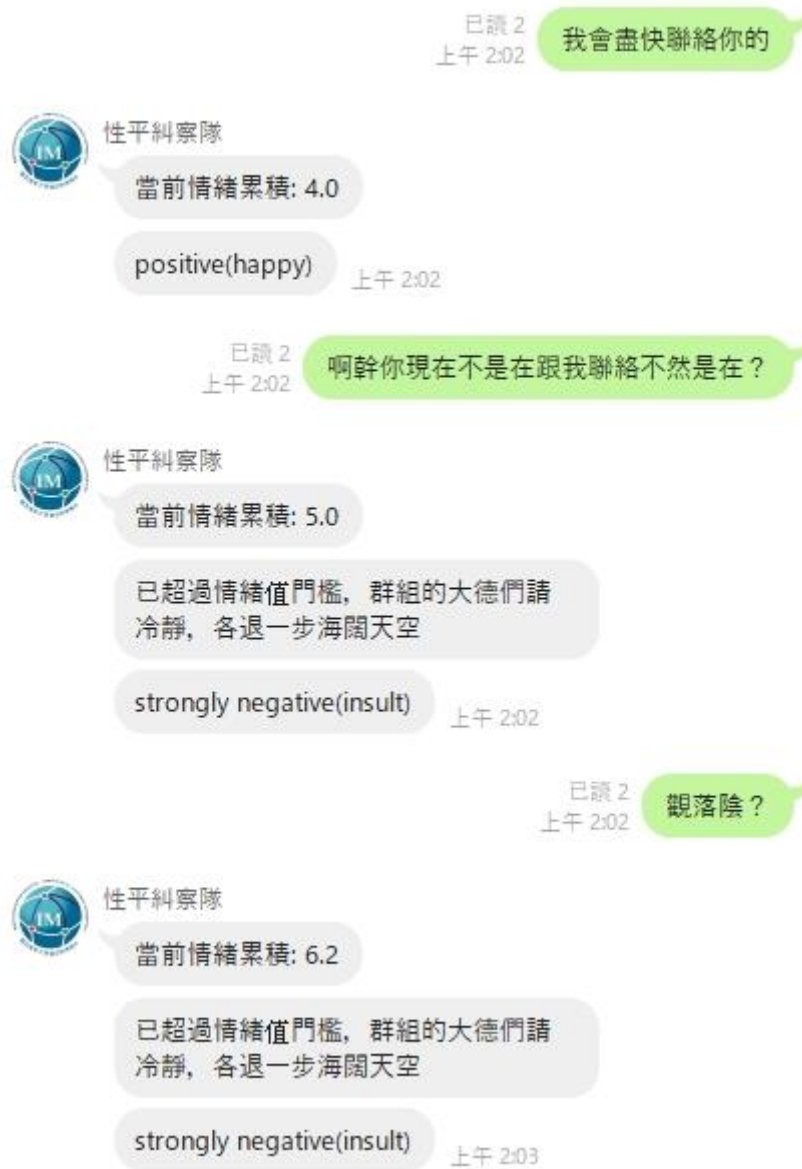 已讀 2
上午 2:02
我會盡快聯絡你的
性平糾察隊
當前情緒累積: 4.0
positive(happy)
上午 2:02
已讀 2
上午 2:02
啊幹你現在不是在跟我聯絡不然是在？
性平糾察隊
當前情緒累積: 5.0
已超過情緒值門檻，群組的大德們請
冷靜，各退一步海闊天空
strongly negative(insult)
上午 2:02
已讀 2
上午 2:02
觀落陰？
性平糾察隊
當前情緒累積: 6.2
已超過情緒值門檻，群組的大德們請
冷靜，各退一步海闊天空
strongly negative(insult)
上午 2:03
IM
IM
IM